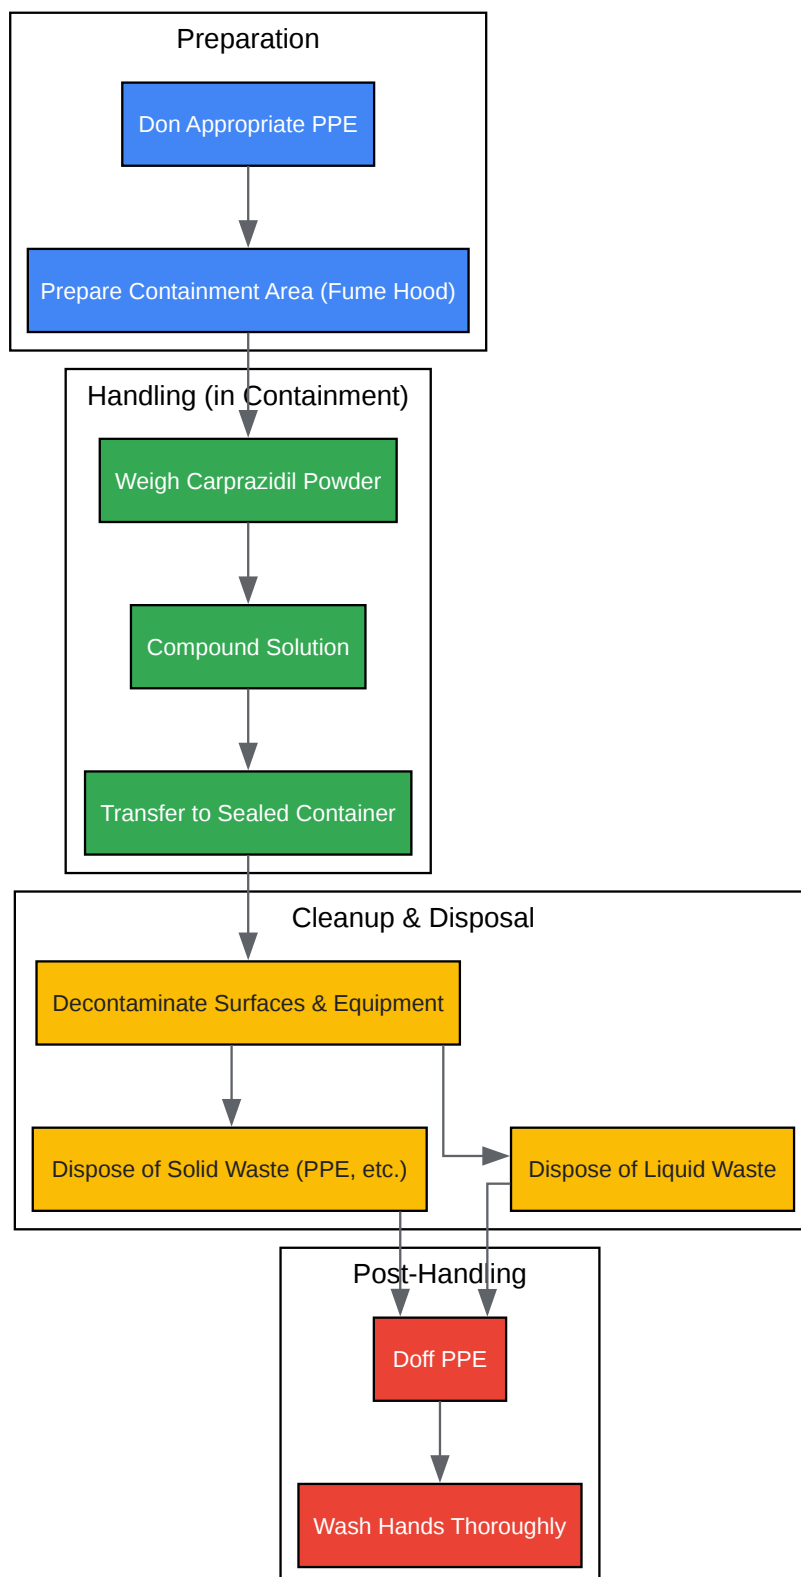 Preparation
Don Appropriate PPE
Prepare Containment Area (Fume Hood)
Handling (in Containment)
Weigh Carprazidil Powder
Compound Solution
Transfer to Sealed Container
Cleanup & Disposal
Decontaminate Surfaces & Equipment
Dispose of Solid Waste (PPE, etc.)
Dispose of Liquid Waste
Post-Handling
Doff PPE
Wash Hands Thoroughly